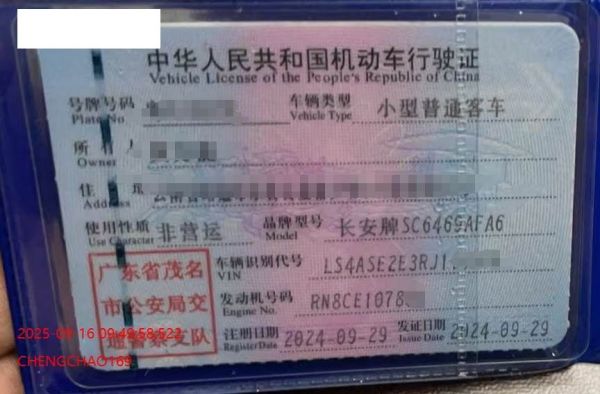 中华人民共和国机动车行驶证
Vehicle License of the People's Republic of China
号牌号码
Plate No
车辆类型 小型普通客车
Vehicle Type
所有人
Owner
住址
Address
使用性质 非营运
Use Character
品牌型号 长安牌SC6469AFA6
Model
广东省茂名
市公安局交
通警察支队
车辆识别代号 LS4ASE2E3RJ1
VIN
发动机号码 RN8CE1078
Engine No.
注册日期 2024-09-29
Register Date
发证日期 2024-09-29
Issue Date
CHENGCHAO169